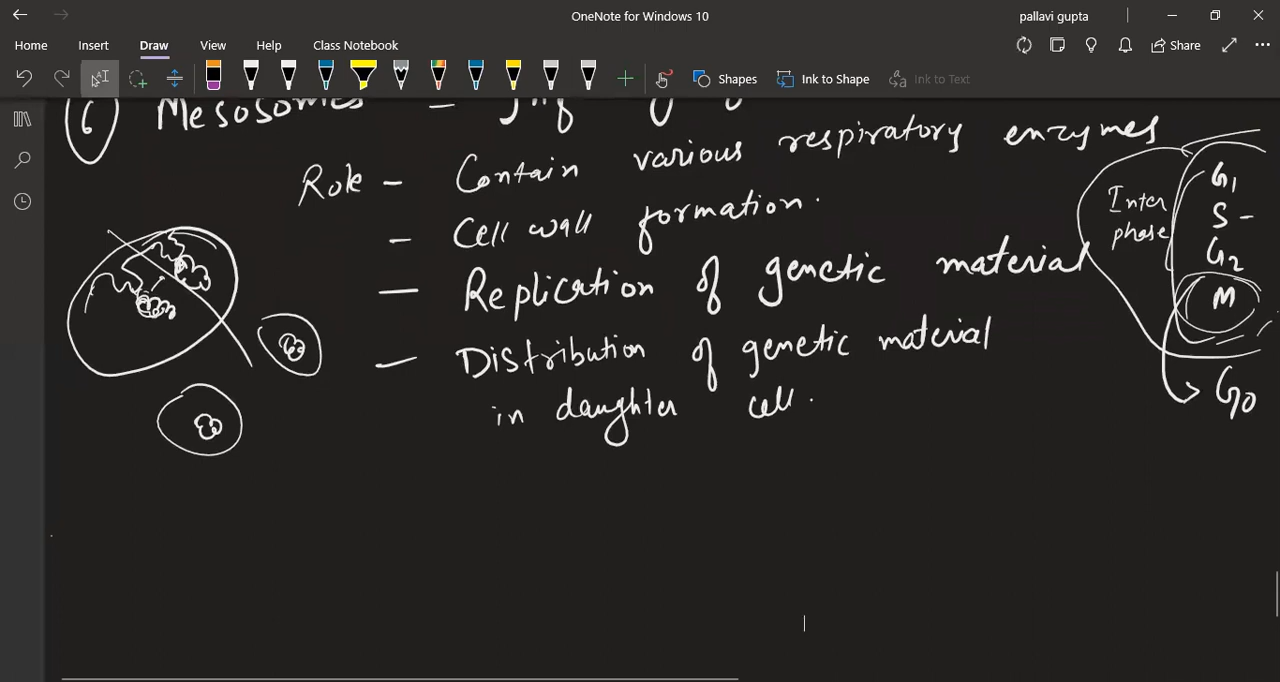 OneNote for Windows 10
pallavi gupta
Home Insert Draw View Help Class Notebook
Share
Shapes Ink to Shape Ink to Text
6 Mesosomes -
Role - Contain various respiratory enzymes
- Cell wall formation.
- Replication of genetic material
- Distribution of genetic material
in daughter cell.
Inter
phase
G1
S -
G2
M
G0